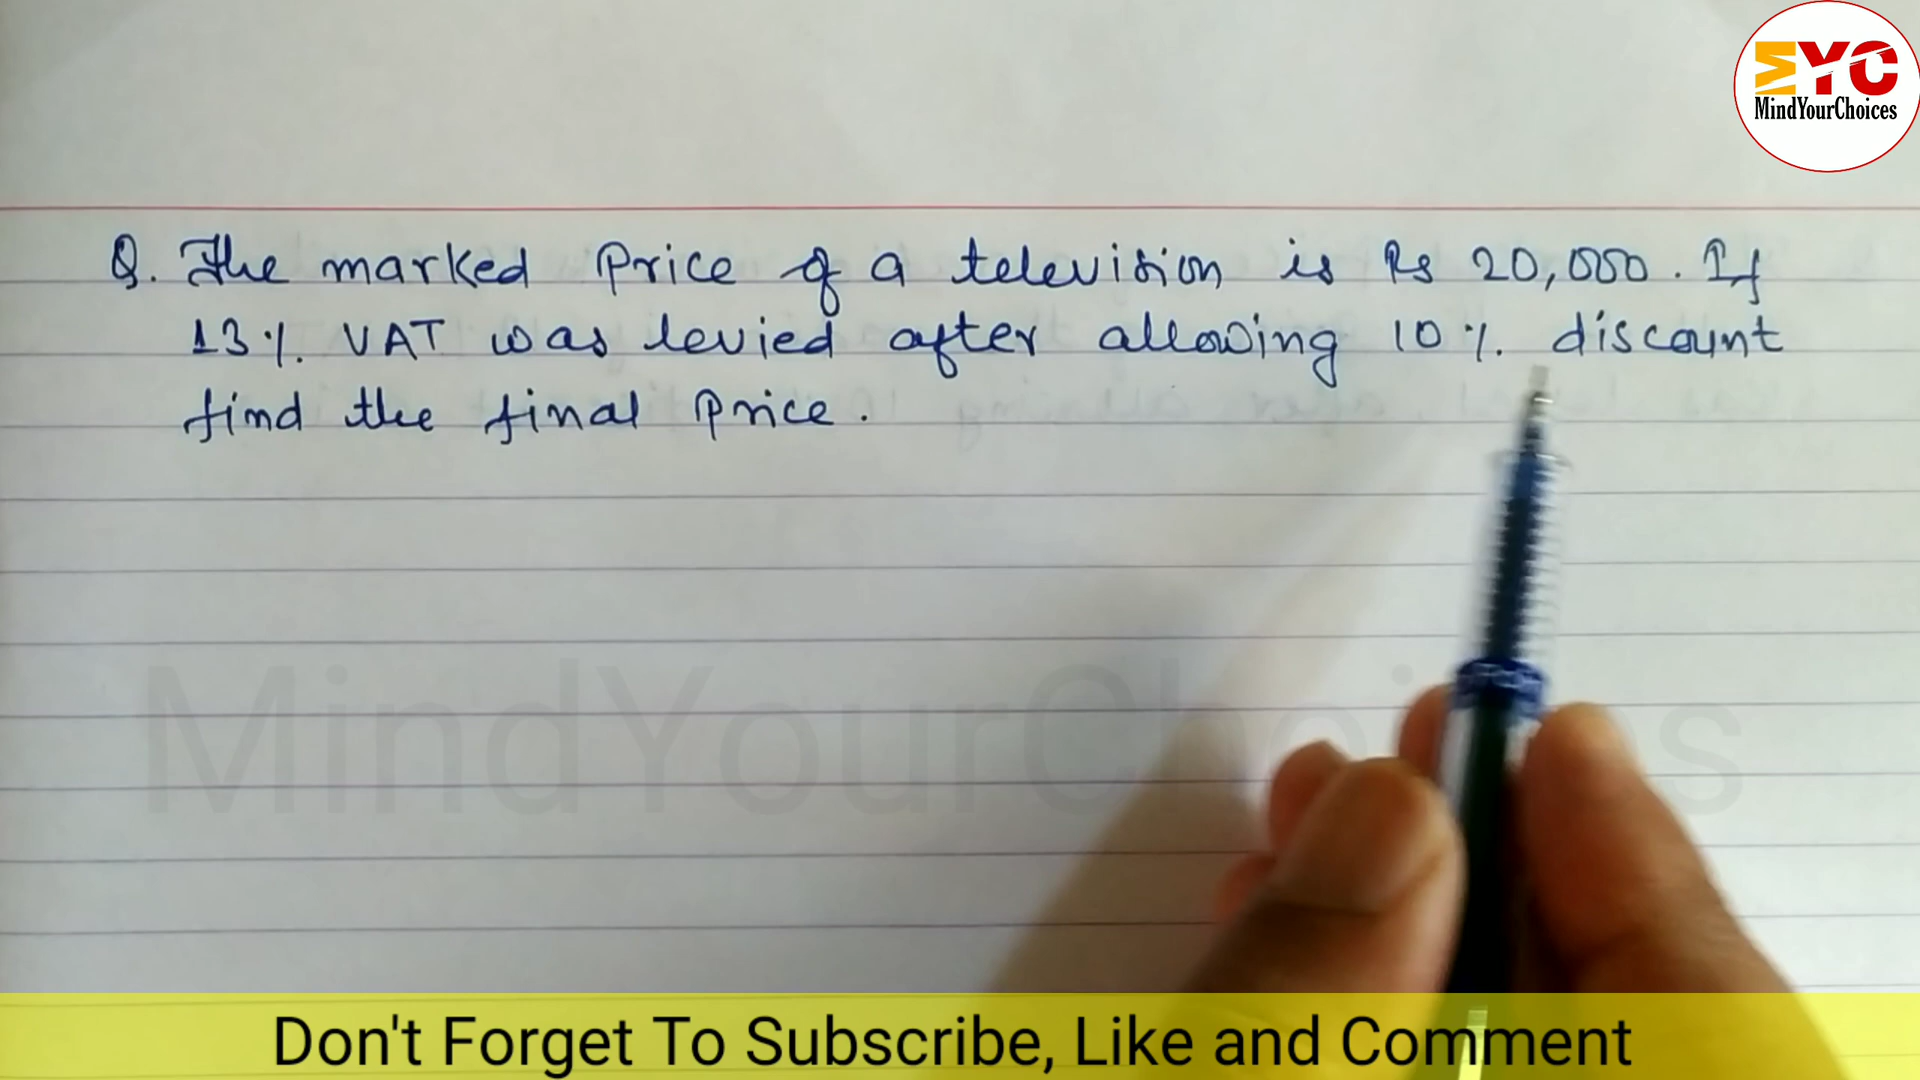 MYC
MindYourChoices
Q. The marked Price of a television is Rs 20,000. If
13%. VAT was levied after allowing 10%. discount
find the final Price.
MindYourChoices
Don't Forget To Subscribe, Like and Comment